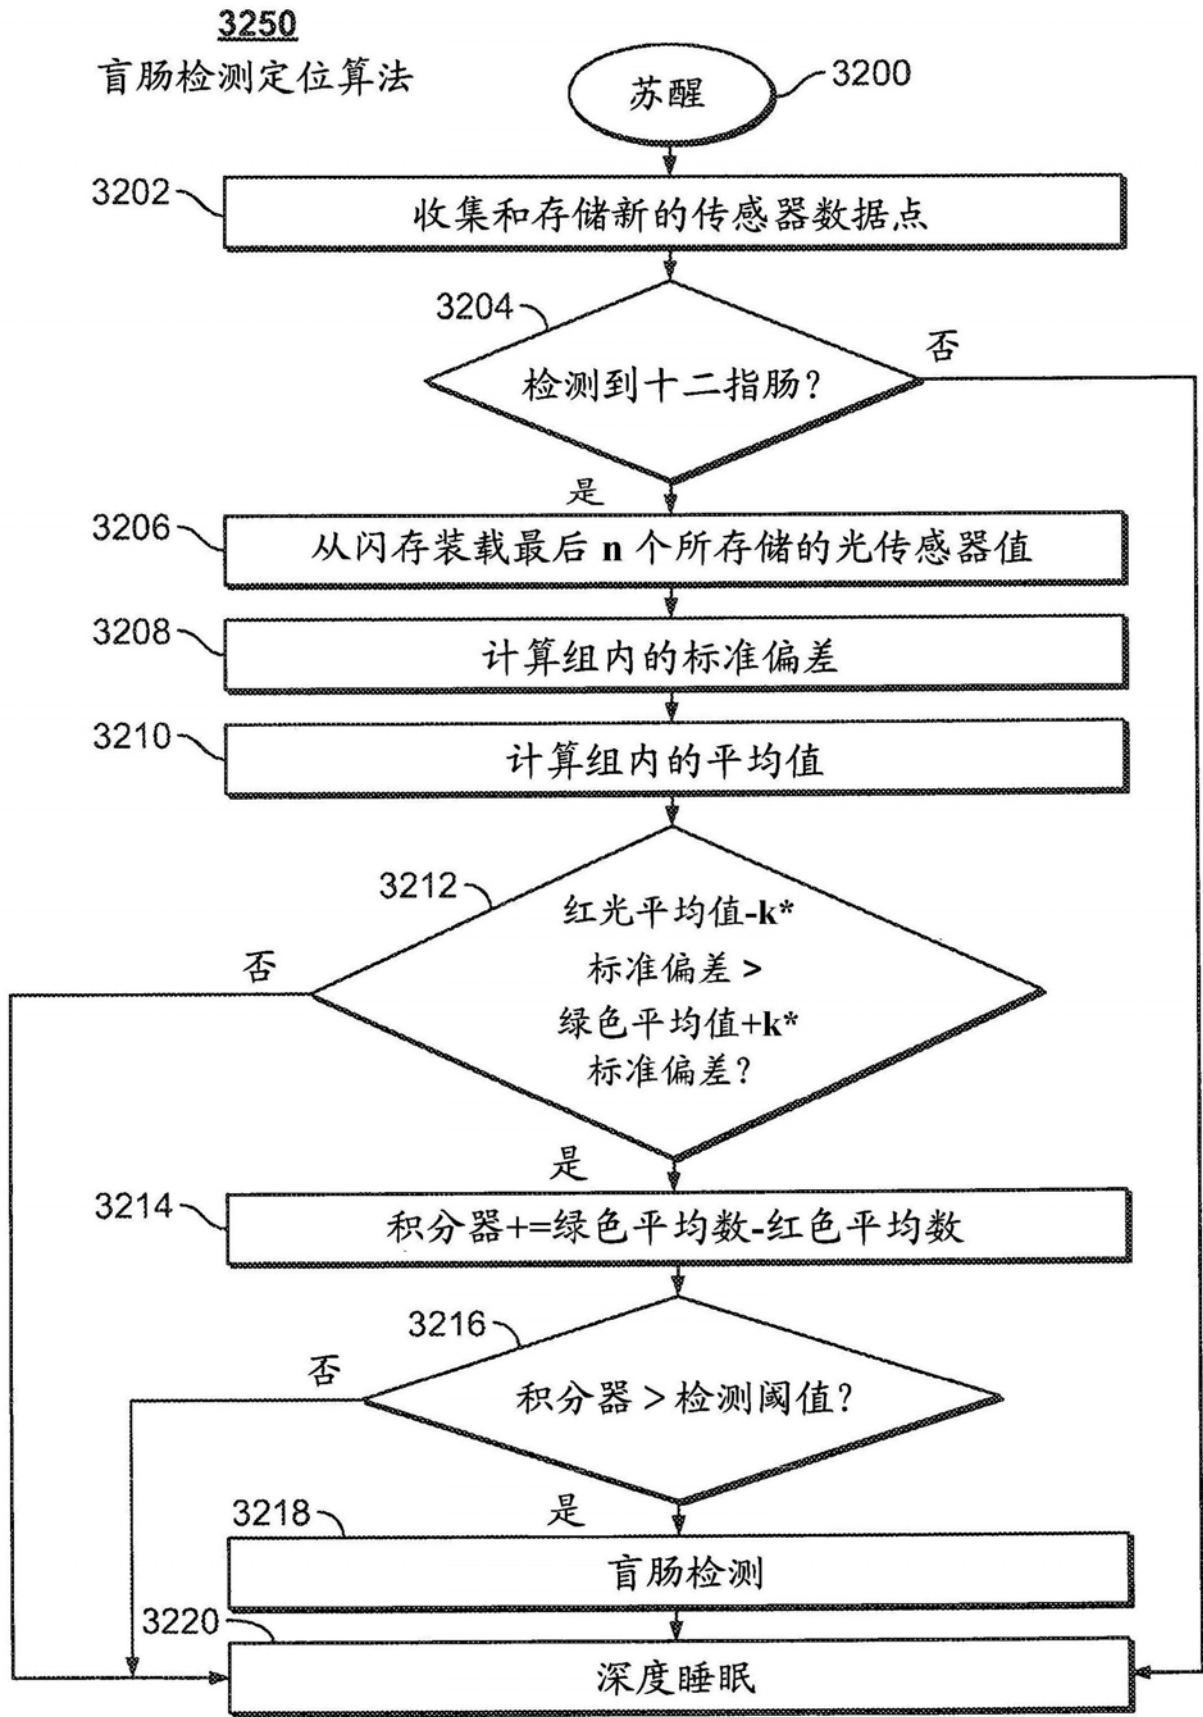 3250
盲肠检测定位算法
苏醒
3200
3202
收集和存储新的传感器数据点
3204
否
检测到十二指肠?
是
3206
从闪存装载最后 n 个所存储的光传感器值
3208
计算组内的标准偏差
3210
计算组内的平均值
3212
红光平均值-k*
标准偏差 >
绿色平均值+k*
标准偏差?
否
是
3214
积分器+=绿色平均数-红色平均数
3216
否
积分器 > 检测阈值?
是
3218
盲肠检测
3220
深度睡眠